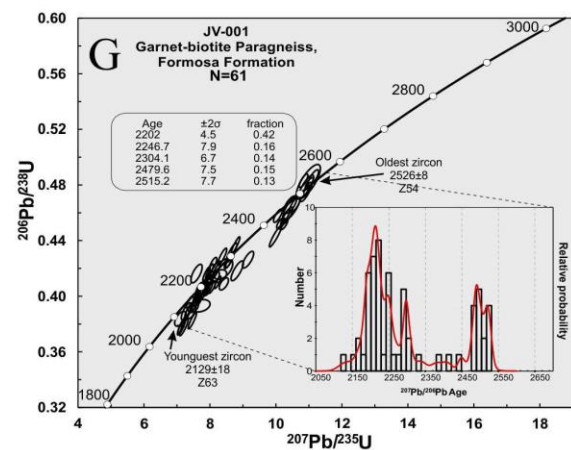 G
JV-001
Garnet-biotite Paragneiss,
Formosa Formation
N=61
Age ±2σ fraction
2202 4.5 0.42
2246.7 7.9 0.16
2304.1 6.7 0.14
2479.6 7.5 0.15
2515.2 7.7 0.13
3000
2800
2600
2400
2200
2000
1800
Oldest zircon
2526±8
Z54
Younguest zircon
2129±18
Z63
0.60
0.56
0.52
0.48
0.44
0.40
0.36
0.32
²⁰⁶Pb/²³⁸U
4 6 8 10 12 14 16 18
²⁰⁷Pb/²³⁵U
10
8
6
4
2
0
Number
Relative probability
2050 2150 2250 2350 2450 2550 2650
²⁰⁷Pb/²⁰⁶Pb Age